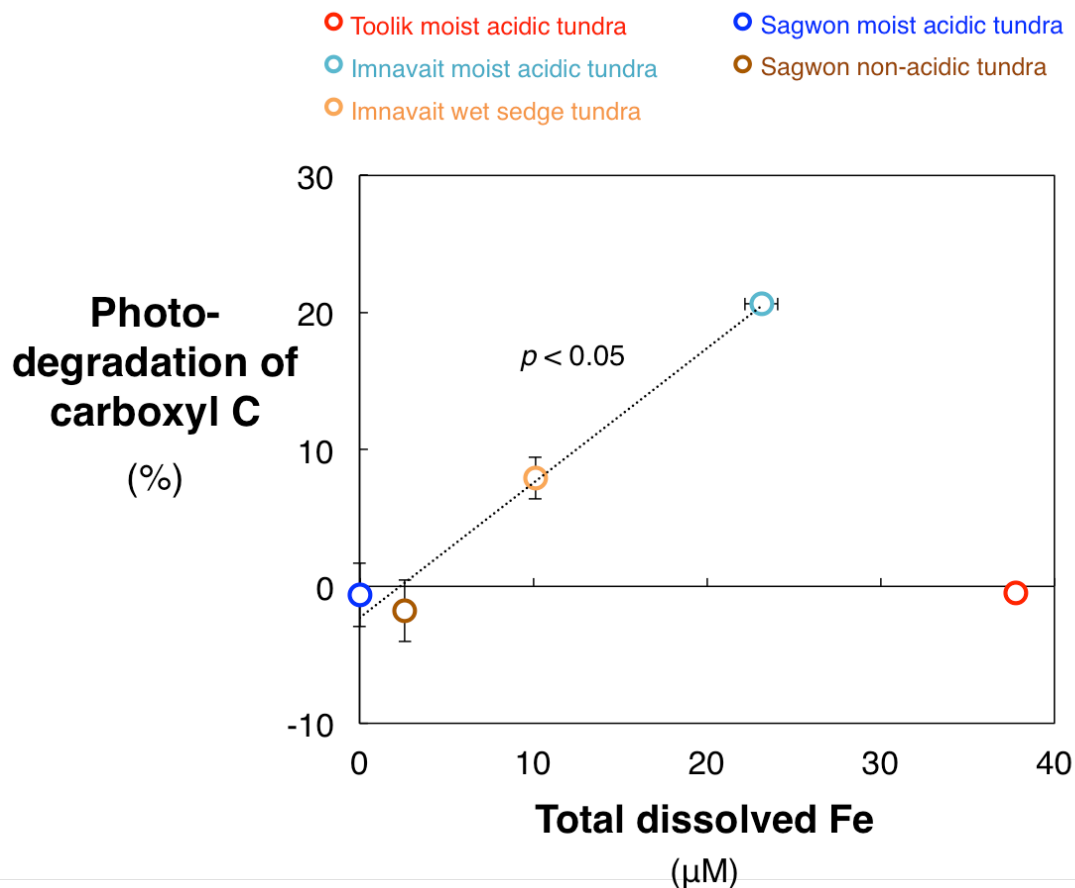 Toolik moist acidic tundra
Sagwon moist acidic tundra
Imnavait moist acidic tundra
Sagwon non-acidic tundra
Imnavait wet sedge tundra
30
Photo-
20
degradation of
p < 0.05
carboxyl C
10
(%)
0
-10
0 10 20 30 40
Total dissolved Fe
(μM)